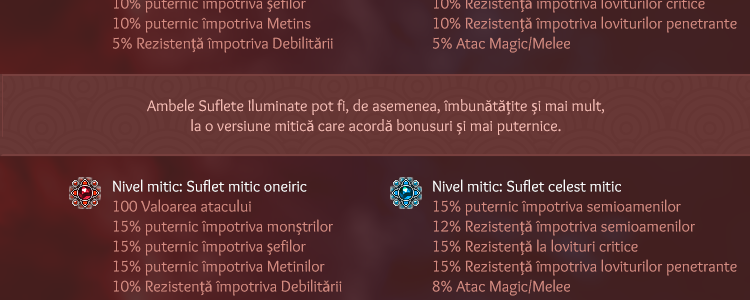 10% puternic împotriva șefilor
10% puternic împotriva Metins
5% Rezistență împotriva Debilitării
10% Rezistență împotriva loviturilor critice
10% Rezistență împotriva loviturilor penetrante
5% Atac Magic/Melee
Ambele Suflete Iluminate pot fi, de asemenea, îmbunătățite și mai mult,
la o versiune mitică care acordă bonusuri și mai puternice.
Nivel mitic: Suflet mitic oneiric
100 Valoarea atacului
15% puternic împotriva monștrilor
15% puternic împotriva șefilor
15% puternic împotriva Metinilor
10% Rezistență împotriva Debilitării
Nivel mitic: Suflet celest mitic
15% puternic împotriva semioamenilor
12% Rezistență împotriva semioamenilor
15% Rezistență la lovituri critice
15% Rezistență împotriva loviturilor penetrante
8% Atac Magic/Melee